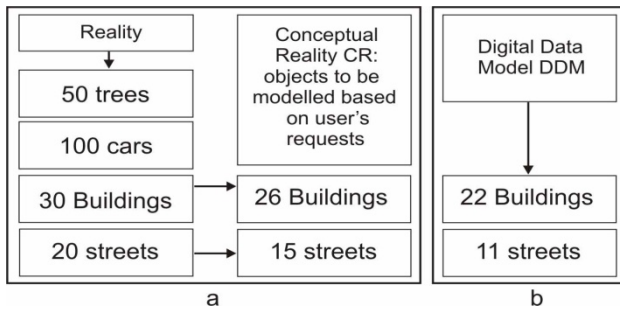 Reality
50 trees
100 cars
30 Buildings
20 streets
Conceptual
Reality CR:
objects to be
modelled based
on user's
requests
26 Buildings
15 streets
a
Digital Data
Model DDM
22 Buildings
11 streets
b